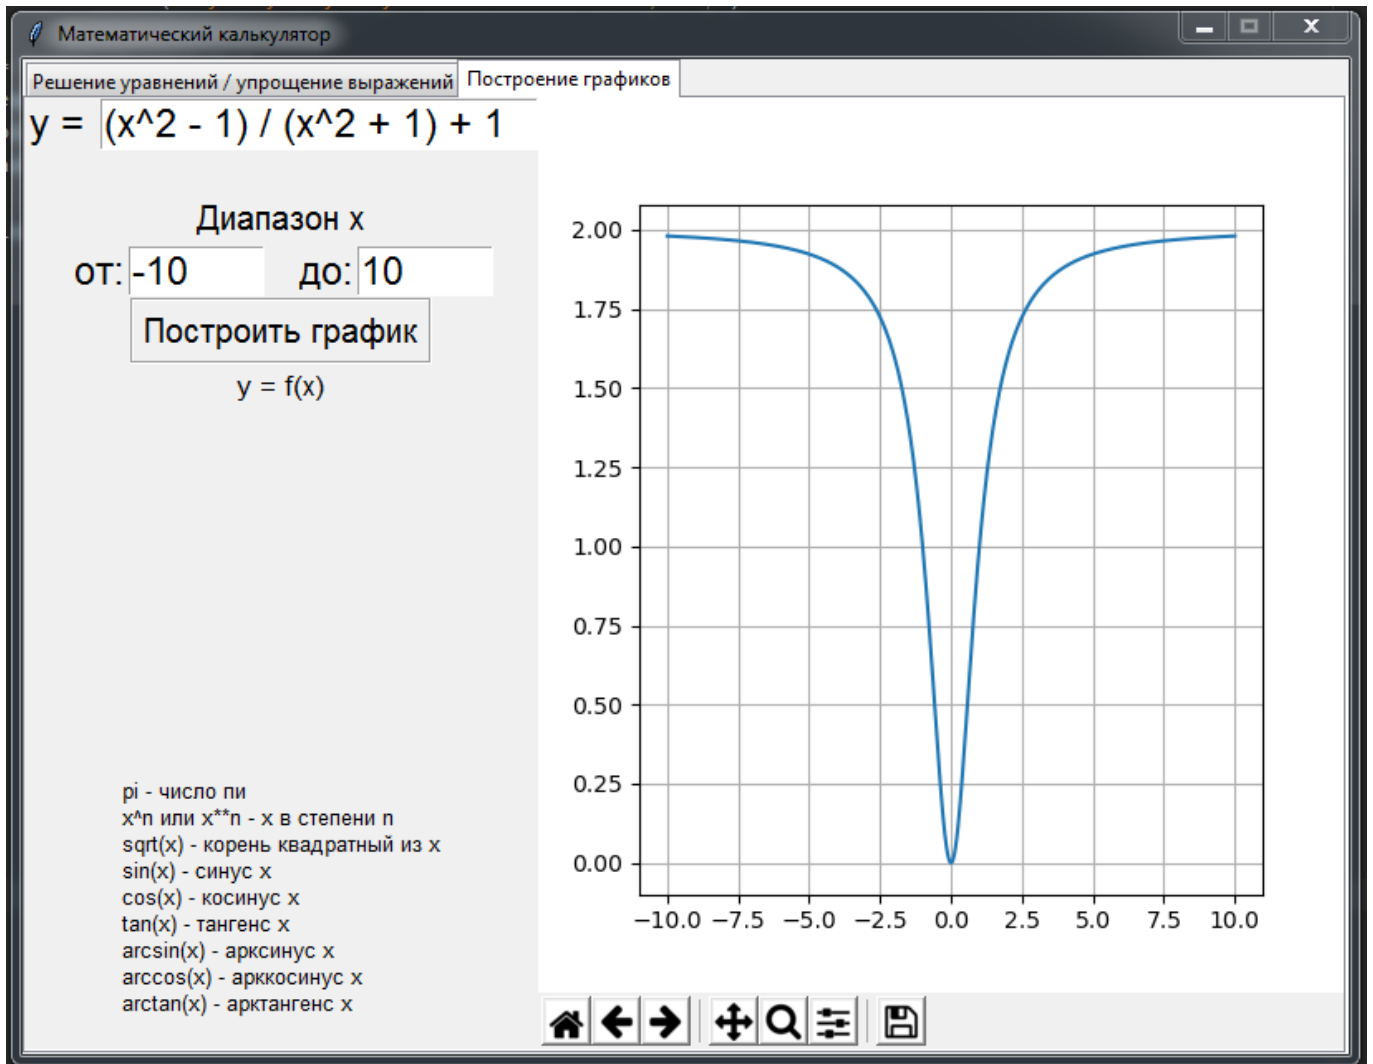 Математический калькулятор
Решение уравнений / упрощение выражений
Построение графиков
y = (x^2 - 1) / (x^2 + 1) + 1
Диапазон x
от: -10 до: 10
Построить график
y = f(x)
pi - число пи
x^n или x**n - x в степени n
sqrt(x) - корень квадратный из x
sin(x) - синус x
cos(x) - косинус x
tan(x) - тангенс x
arcsin(x) - арксинус x
arccos(x) - арккосинус x
arctan(x) - арктангенс x
2.00
1.75
1.50
1.25
1.00
0.75
0.50
0.25
0.00
−10.0 −7.5 −5.0 −2.5 0.0 2.5 5.0 7.5 10.0